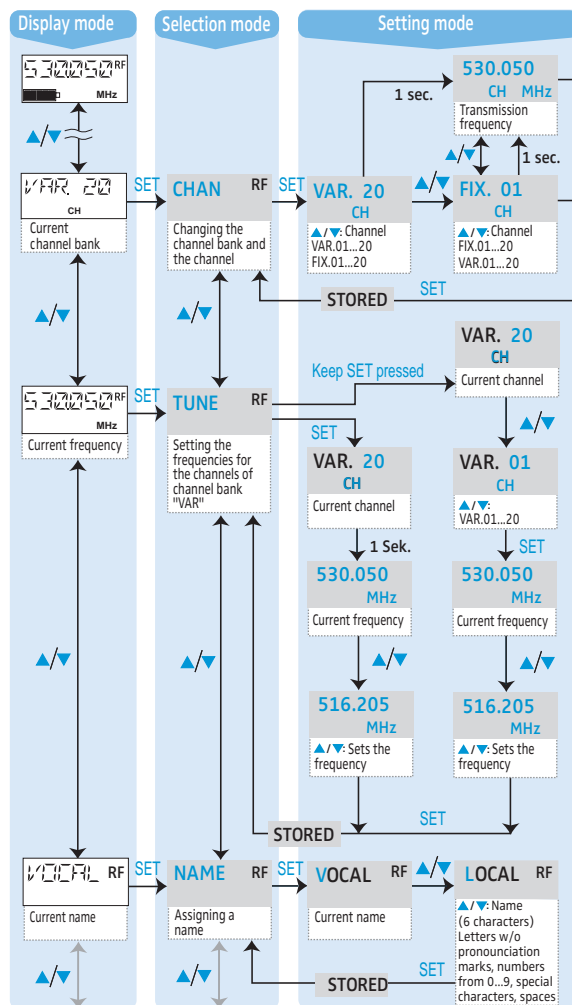 Display mode
Selection mode
Setting mode
530.050 RF
MHz
▲/▼
1 sec.
530.050
CH MHz
Transmission
frequency
▲/▼
1 sec.
VAR. 20
CH
Current
channel bank
SET
CHAN RF
Changing the
channel bank and
the channel
SET
VAR. 20
CH
▲/▼: Channel
VAR.01...20
FIX.01...20
▲/▼
FIX. 01
CH
▲/▼: Channel
FIX.01...20
VAR.01...20
STORED
SET
▲/▼
▲/▼
530.050 RF
MHz
Current frequency
SET
TUNE RF
Setting the
frequencies for
the channels of
channel bank
"VAR"
Keep SET pressed
VAR. 20
CH
Current channel
▲/▼
SET
VAR. 20
CH
Current channel
VAR. 01
CH
▲/▼:
VAR.01...20
1 Sek.
SET
530.050
MHz
Current frequency
530.050
MHz
Current frequency
▲/▼
▲/▼
▲/▼
▲/▼
516.205
MHz
▲/▼: Sets the
frequency
516.205
MHz
▲/▼: Sets the
frequency
STORED
SET
VOCAL RF
Current name
SET
NAME RF
Assigning a
name
SET
VOCAL RF
Current name
▲/▼
LOCAL RF
▲/▼: Name
(6 characters)
Letters w/o
pronounciation
marks, numbers
from 0...9, special
characters, spaces
STORED
SET
▲/▼
▲/▼